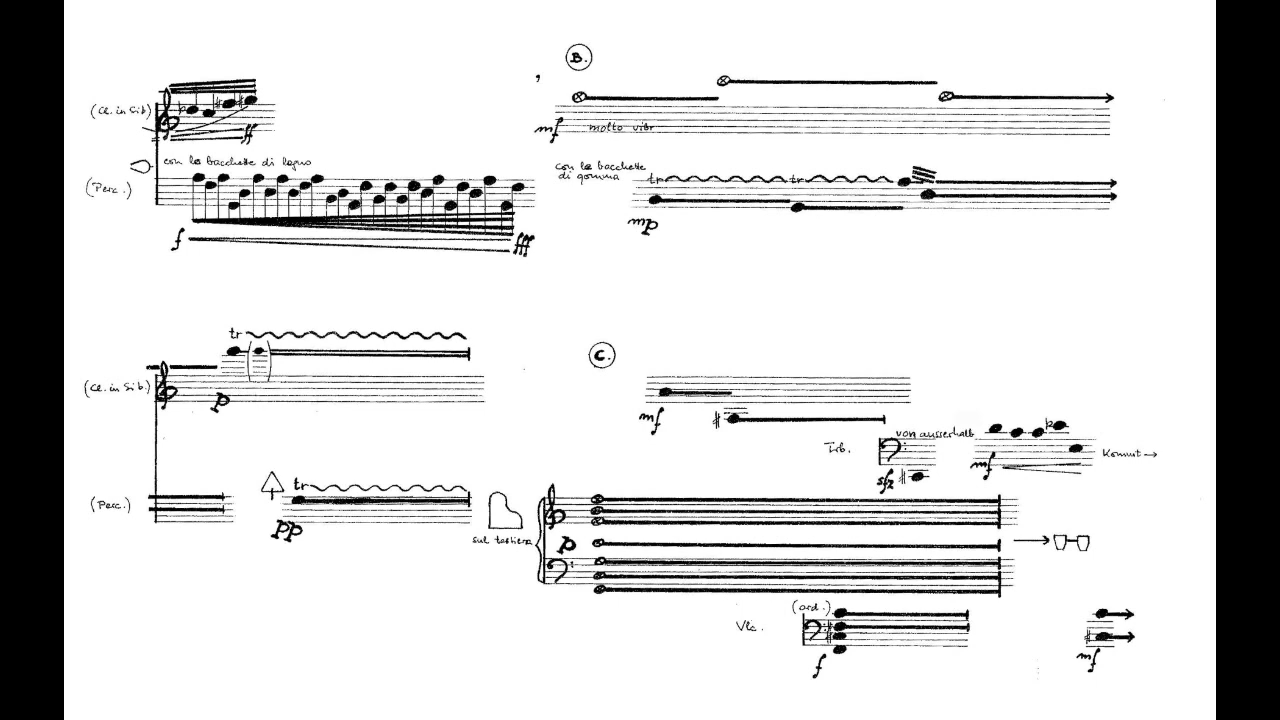 B.
(Cl. in Sib)
ff
mf molto vibr
con le bacchette di legno
con le bacchette
di gomma
tr tr
(Perc.)
f fff
mp
tr
C.
(Cl. in Sib.)
p
mf
Trb.
von ausserhalb
mf
Kommt →
sfz
(Perc.)
tr
pp
sul tastiera
p
(ord.)
Vlc.
f
mf